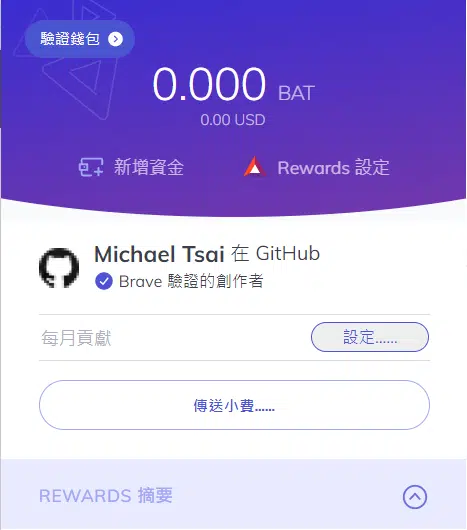 驗證錢包
0.000 BAT
0.00 USD
新增資金
Rewards 設定
Michael Tsai 在 GitHub
Brave 驗證的創作者
每月貢獻
設定......
傳送小費......
REWARDS 摘要